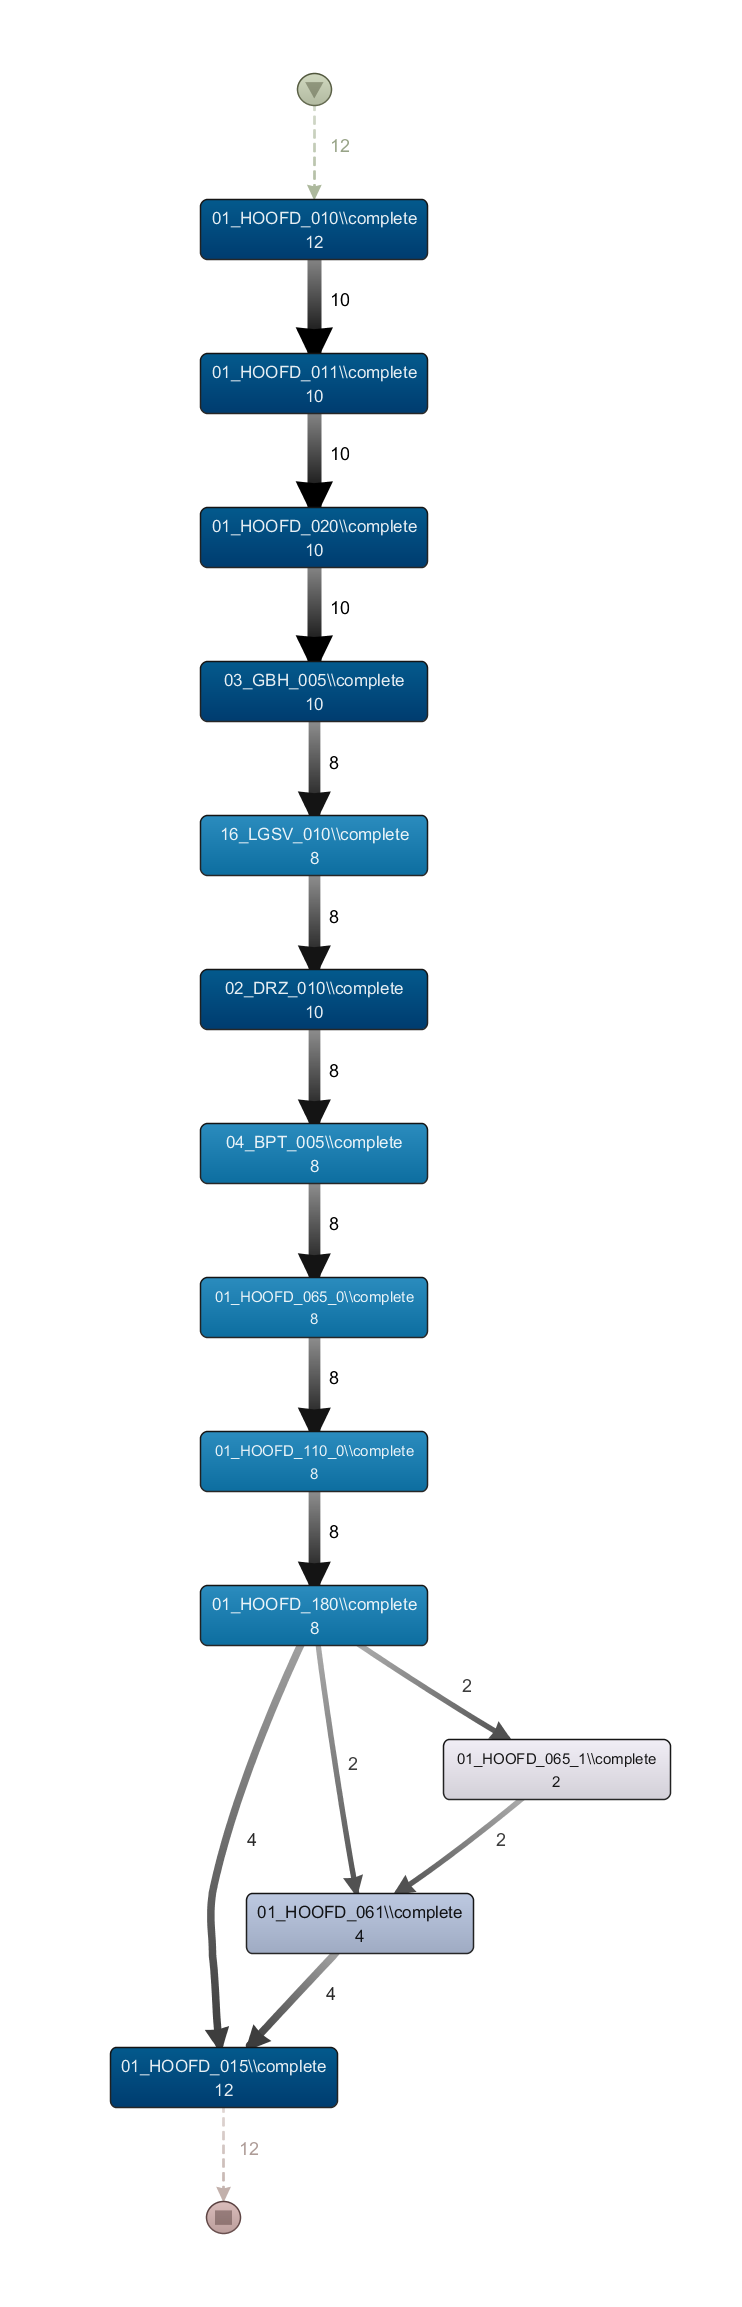 12
01_HOOFD_010\\complete
12
10
01_HOOFD_011\\complete
10
10
01_HOOFD_020\\complete
10
10
03_GBH_005\\complete
10
8
16_LGSV_010\\complete
8
8
02_DRZ_010\\complete
10
8
04_BPT_005\\complete
8
8
01_HOOFD_065_0\\complete
8
8
01_HOOFD_110_0\\complete
8
8
01_HOOFD_180\\complete
8
2
2
01_HOOFD_065_1\\complete
2
4
2
01_HOOFD_061\\complete
4
4
01_HOOFD_015\\complete
12
12